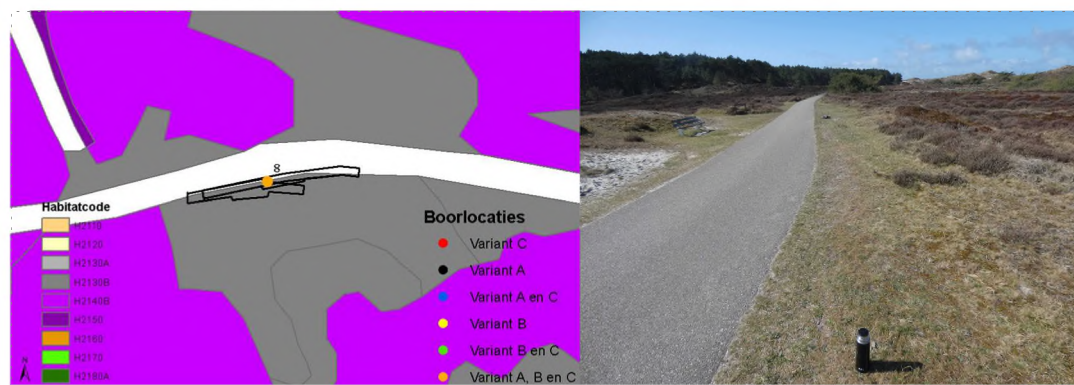 8
Habitatcode
H2110
H2120
H2130A
H2130B
H2140B
H2150
H2160
H2170
H2180A
N
Boorlocaties
Variant C
Variant A
Variant A en C
Variant B
Variant B en C
Variant A, B en C